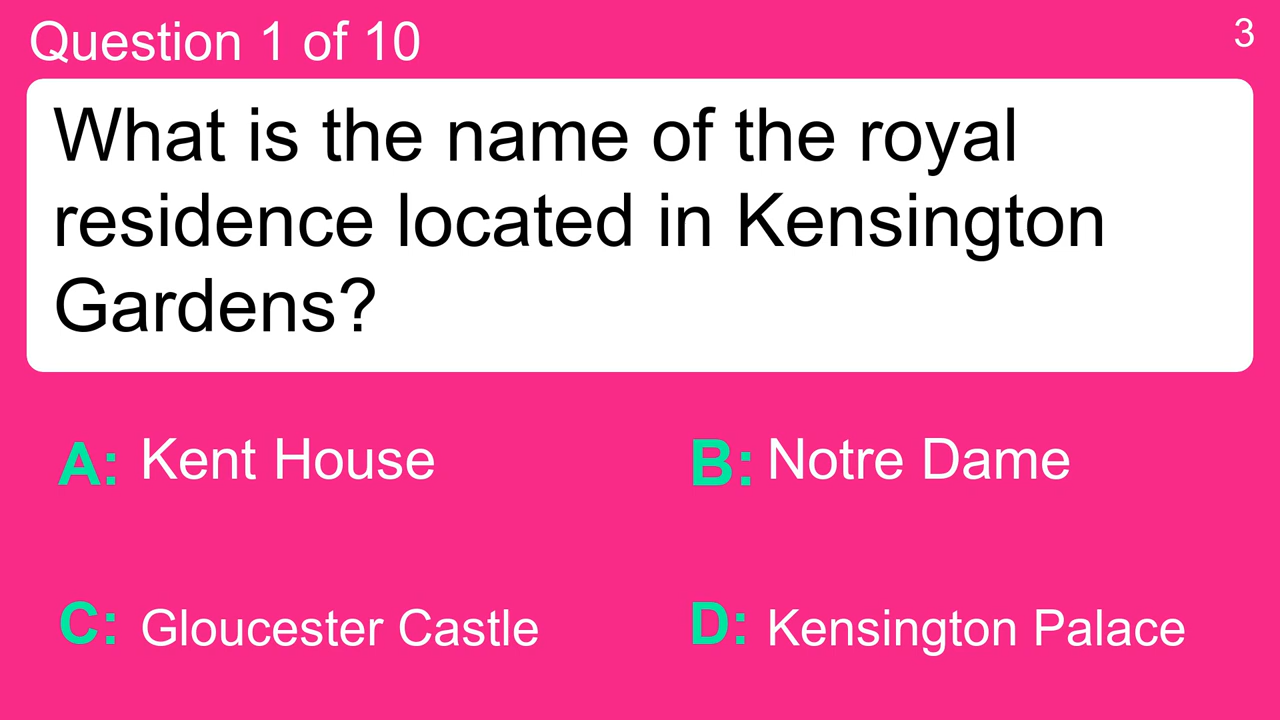 Question 1 of 10
3
What is the name of the royal
residence located in Kensington
Gardens?
A: Kent House
B: Notre Dame
C: Gloucester Castle
D: Kensington Palace